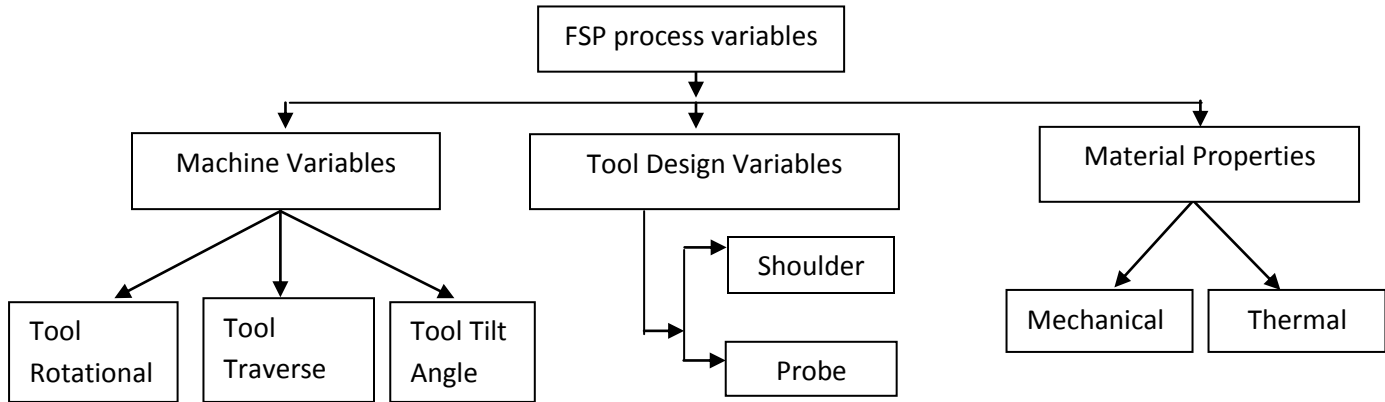 FSP process variables
Machine Variables
Tool Design Variables
Material Properties
Shoulder
Probe
Mechanical
Thermal
Tool
Rotational
Tool
Traverse
Tool Tilt
Angle